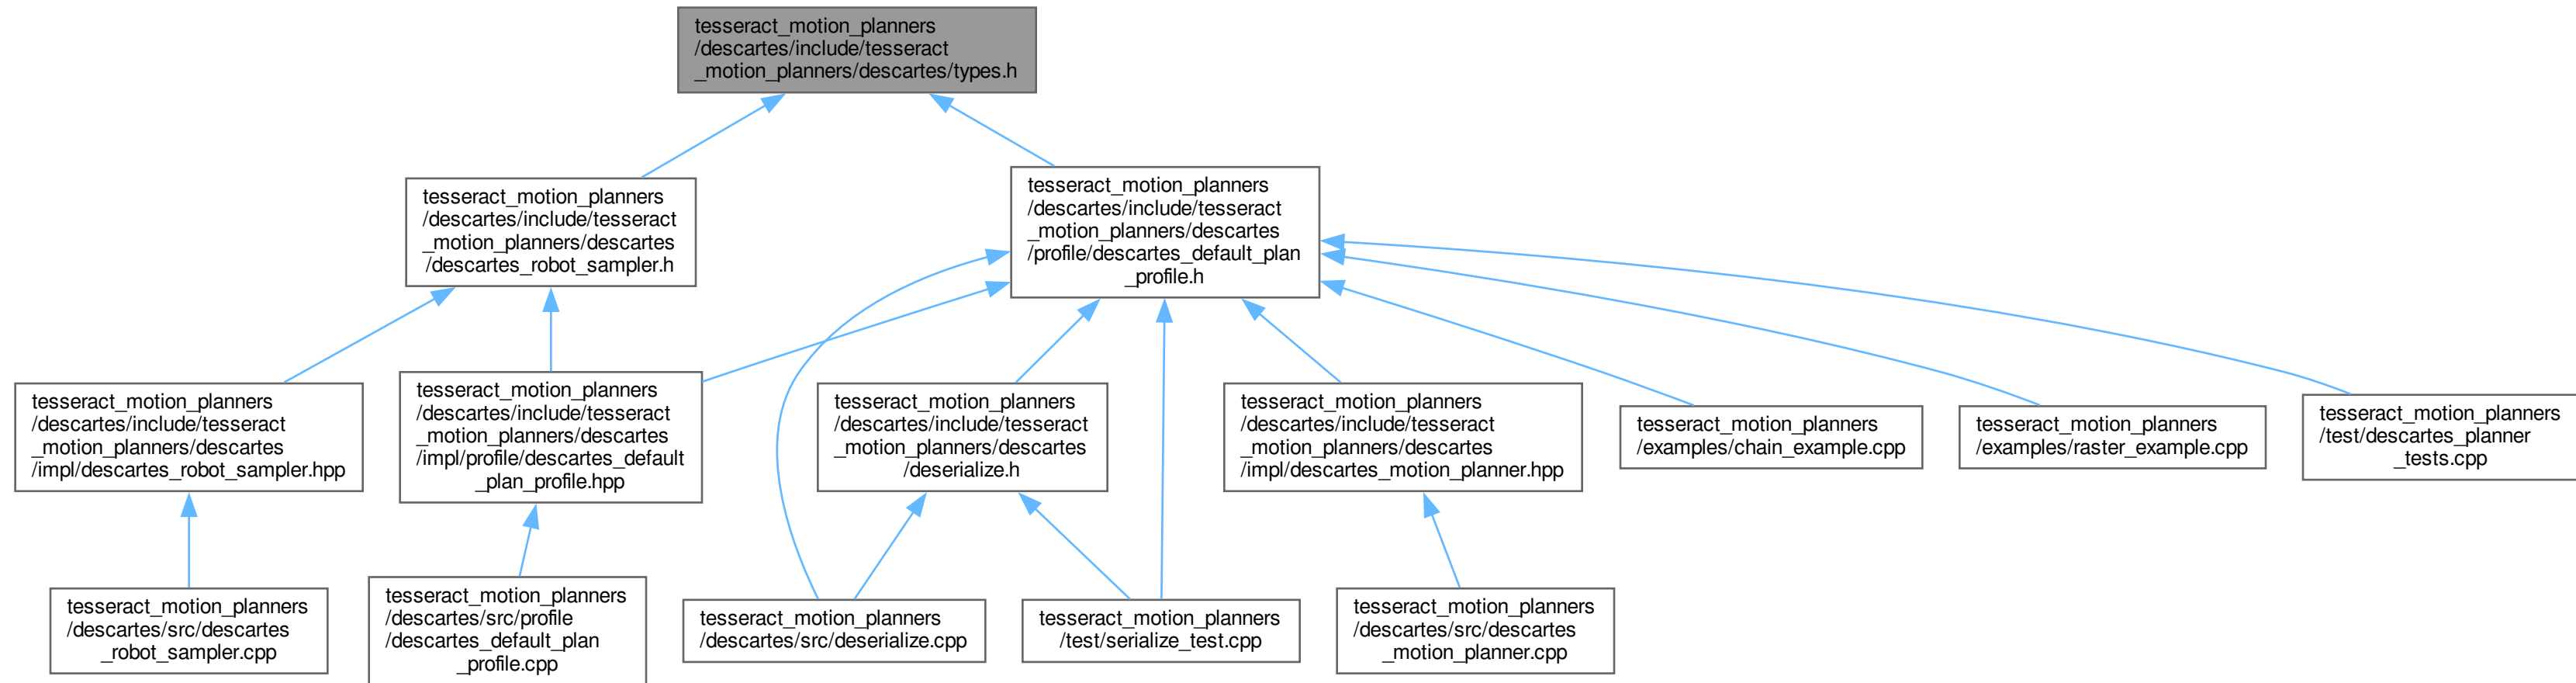 tesseract_motion_planners
/descartes/include/tesseract
_motion_planners/descartes/types.h
tesseract_motion_planners
/descartes/include/tesseract
_motion_planners/descartes
/descartes_robot_sampler.h
tesseract_motion_planners
/descartes/include/tesseract
_motion_planners/descartes
/profile/descartes_default_plan
_profile.h
tesseract_motion_planners
/descartes/include/tesseract
_motion_planners/descartes
/impl/descartes_robot_sampler.hpp
tesseract_motion_planners
/descartes/include/tesseract
_motion_planners/descartes
/impl/profile/descartes_default
_plan_profile.hpp
tesseract_motion_planners
/descartes/include/tesseract
_motion_planners/descartes
/deserialize.h
tesseract_motion_planners
/descartes/include/tesseract
_motion_planners/descartes
/impl/descartes_motion_planner.hpp
tesseract_motion_planners
/examples/chain_example.cpp
tesseract_motion_planners
/examples/raster_example.cpp
tesseract_motion_planners
/test/descartes_planner
_tests.cpp
tesseract_motion_planners
/descartes/src/descartes
_robot_sampler.cpp
tesseract_motion_planners
/descartes/src/profile
/descartes_default_plan
_profile.cpp
tesseract_motion_planners
/descartes/src/deserialize.cpp
tesseract_motion_planners
/test/serialize_test.cpp
tesseract_motion_planners
/descartes/src/descartes
_motion_planner.cpp